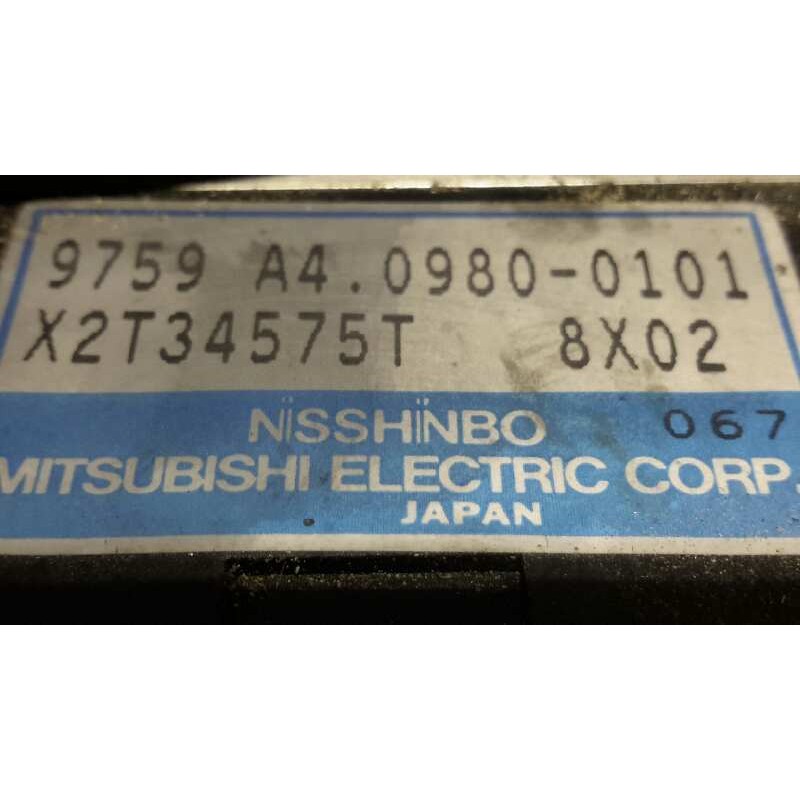 9759 A4.0980-0101
X2T34575T 8X02
NiSSHiNBO 067
MITSUBISHI ELECTRIC CORP.
JAPAN